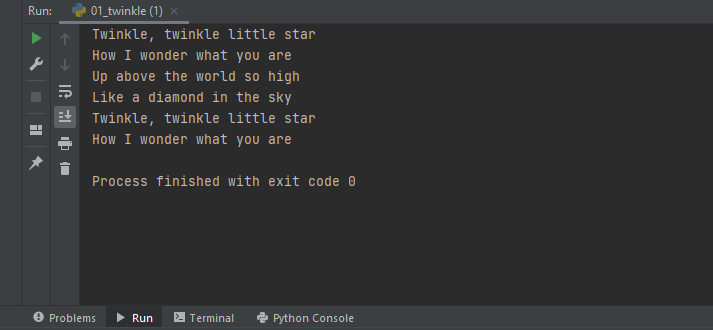 Run: 01_twinkle (1)
Twinkle, twinkle little star
How I wonder what you are
Up above the world so high
Like a diamond in the sky
Twinkle, twinkle little star
How I wonder what you are
Process finished with exit code 0
Problems Run Terminal Python Console